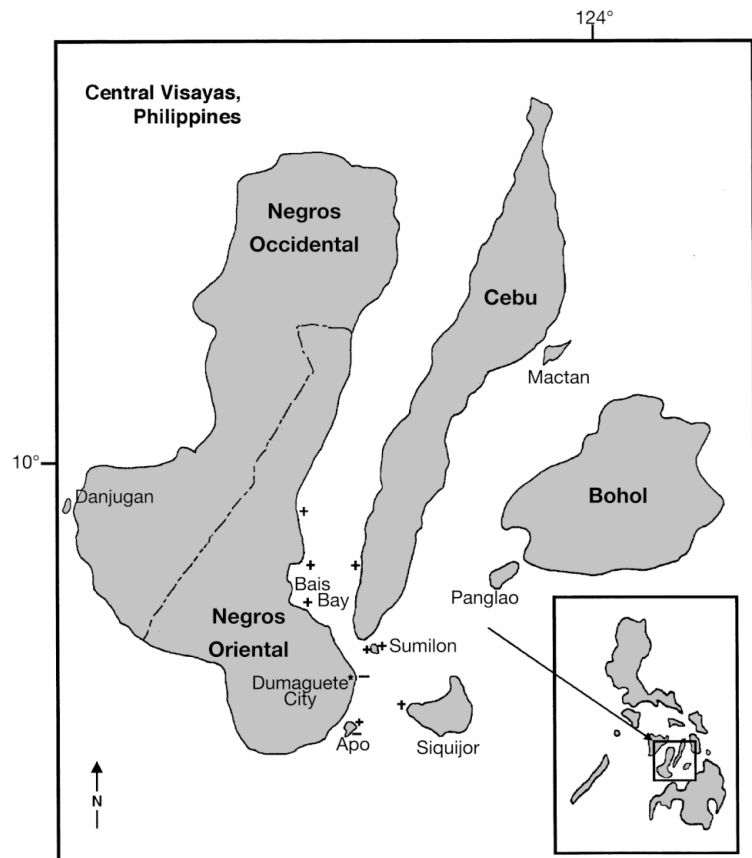 124°
Central Visayas,
Philippines
Negros
Occidental
Cebu
Mactan
10°
Danjugan
Bohol
Bais
Bay
Panglao
Negros
Oriental
Sumilon
Dumaguete
City
Apo
Siquijor
N